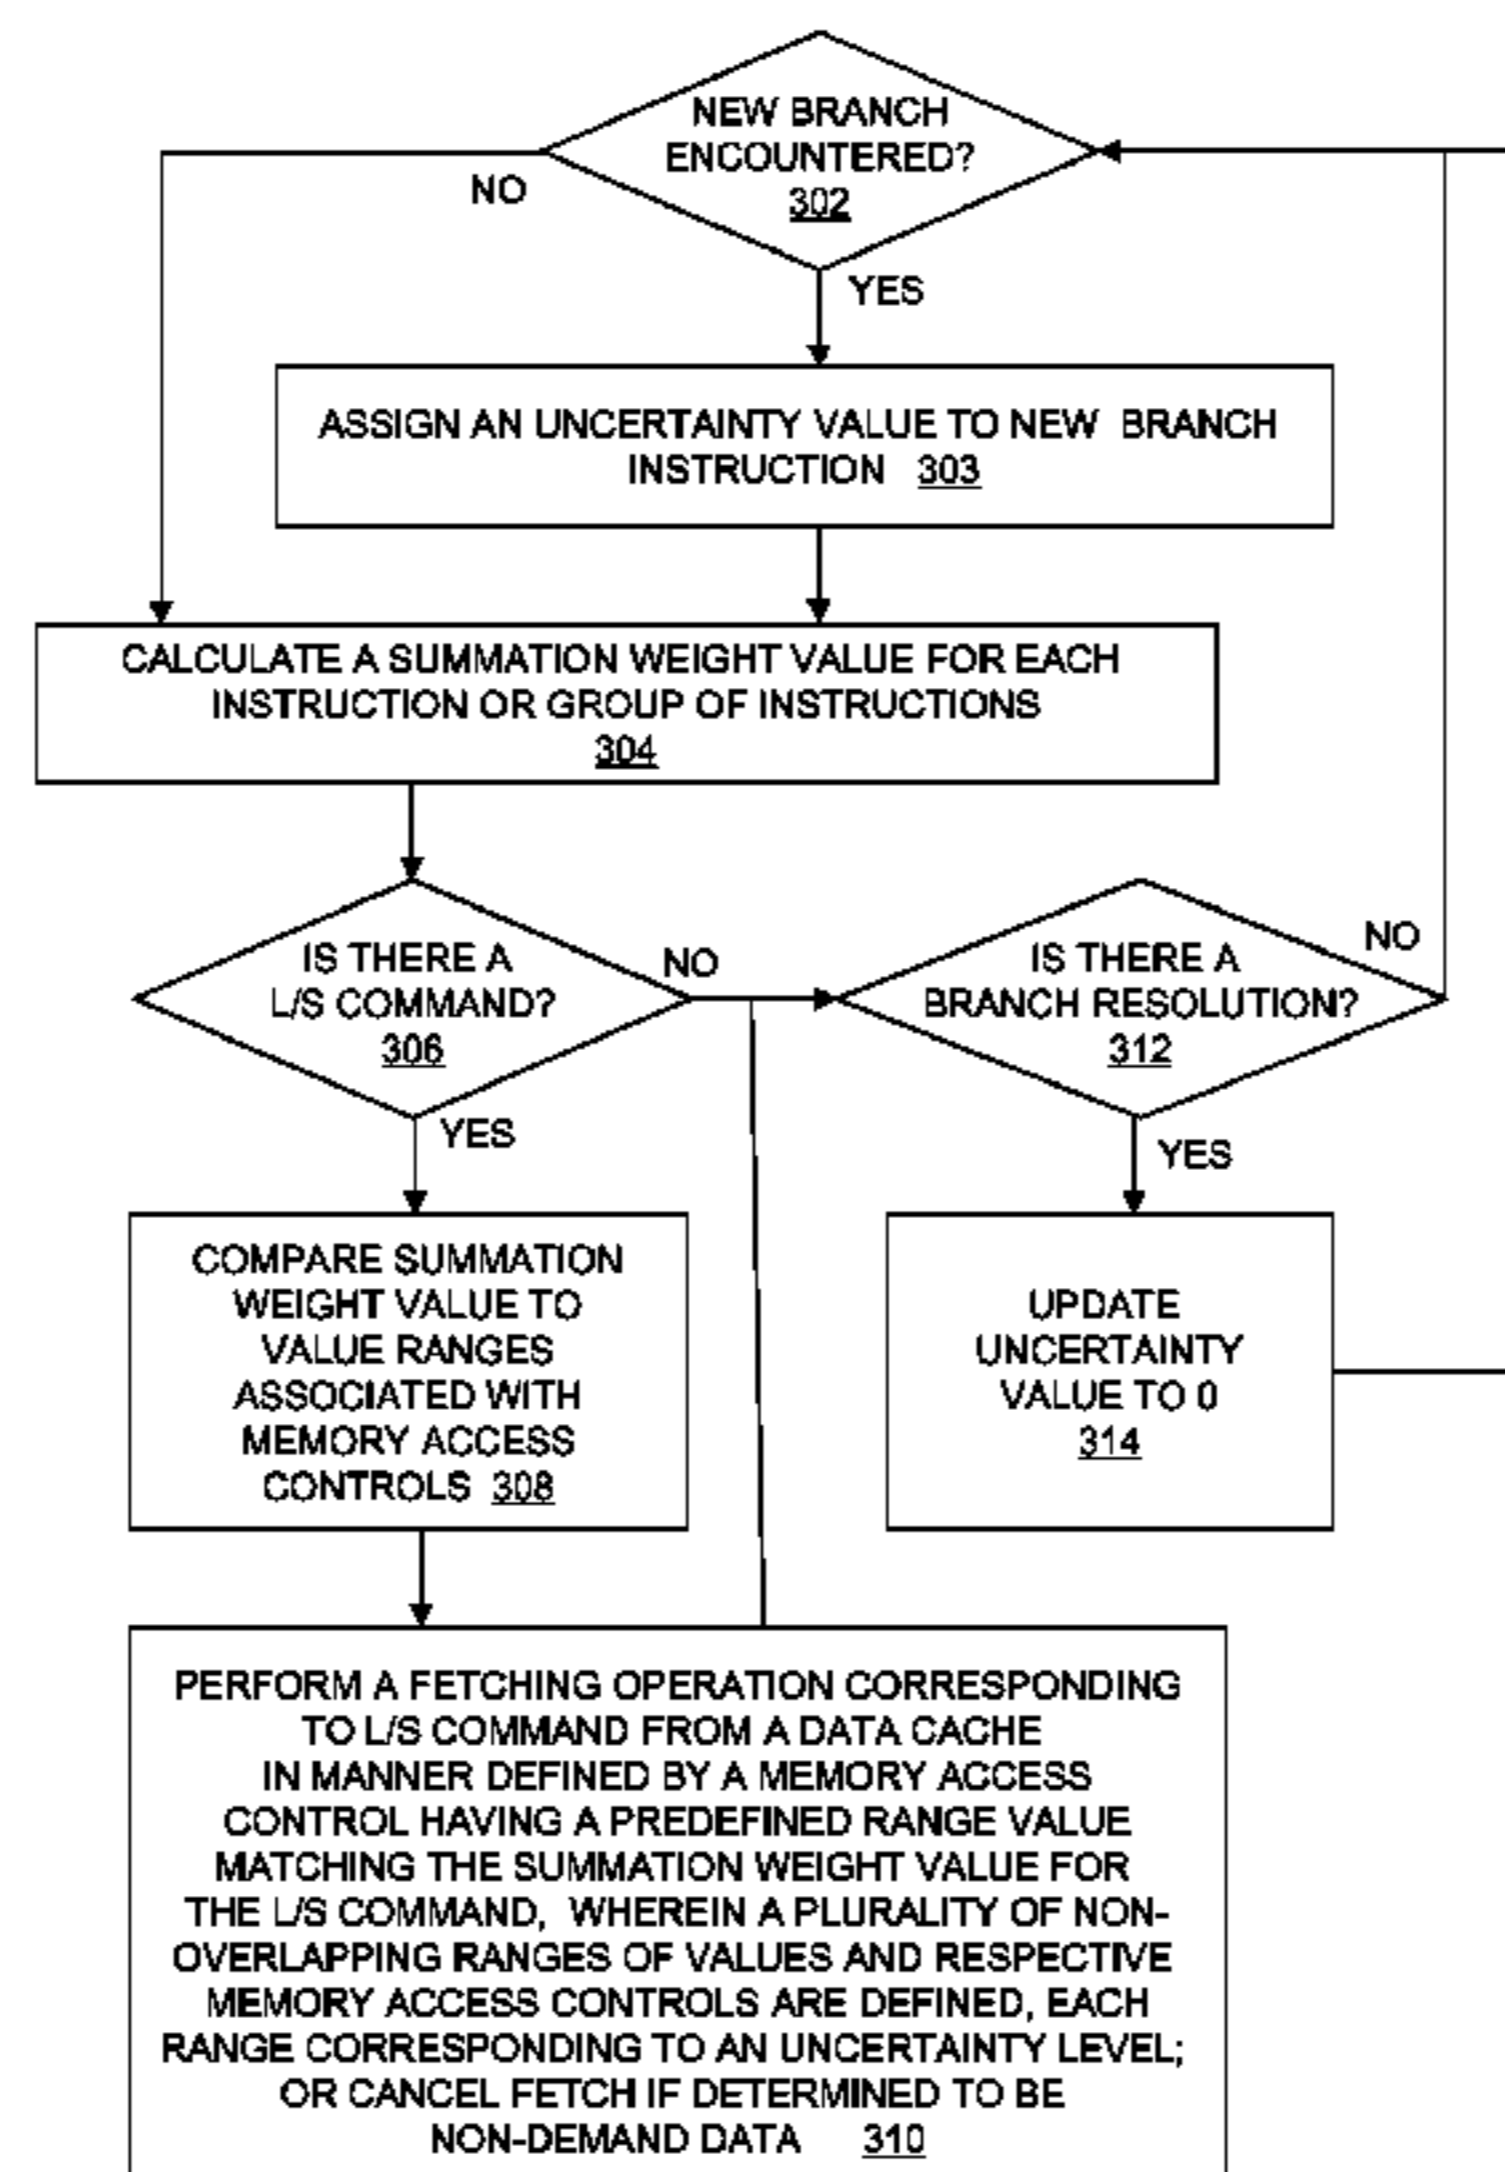 NEW BRANCH
ENCOUNTERED?
302
NO
YES
ASSIGN AN UNCERTAINTY VALUE TO NEW BRANCH
INSTRUCTION 303
CALCULATE A SUMMATION WEIGHT VALUE FOR EACH
INSTRUCTION OR GROUP OF INSTRUCTIONS
304
IS THERE A
L/S COMMAND?
306
NO
YES
IS THERE A
BRANCH RESOLUTION?
312
NO
YES
COMPARE SUMMATION
WEIGHT VALUE TO
VALUE RANGES
ASSOCIATED WITH
MEMORY ACCESS
CONTROLS 308
UPDATE
UNCERTAINTY
VALUE TO 0
314
PERFORM A FETCHING OPERATION CORRESPONDING
TO L/S COMMAND FROM A DATA CACHE
IN MANNER DEFINED BY A MEMORY ACCESS
CONTROL HAVING A PREDEFINED RANGE VALUE
MATCHING THE SUMMATION WEIGHT VALUE FOR
THE L/S COMMAND, WHEREIN A PLURALITY OF NON-
OVERLAPPING RANGES OF VALUES AND RESPECTIVE
MEMORY ACCESS CONTROLS ARE DEFINED, EACH
RANGE CORRESPONDING TO AN UNCERTAINTY LEVEL;
OR CANCEL FETCH IF DETERMINED TO BE
NON-DEMAND DATA 310